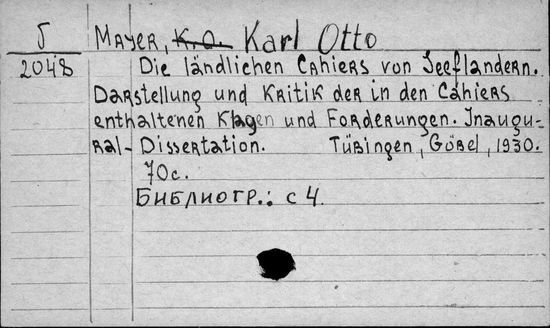 5 Mayer, K.O. Karl Otto
2048 Die ländlichen Cahiers von Seeflandern.
Darstellung und Kritik der in den Cahiers
enthaltenen Klagen und Forderungen. Inaugu-
ral-Dissertation. Tübingen, Göbel, 1930.
70с.
Библиогр.: с 4.